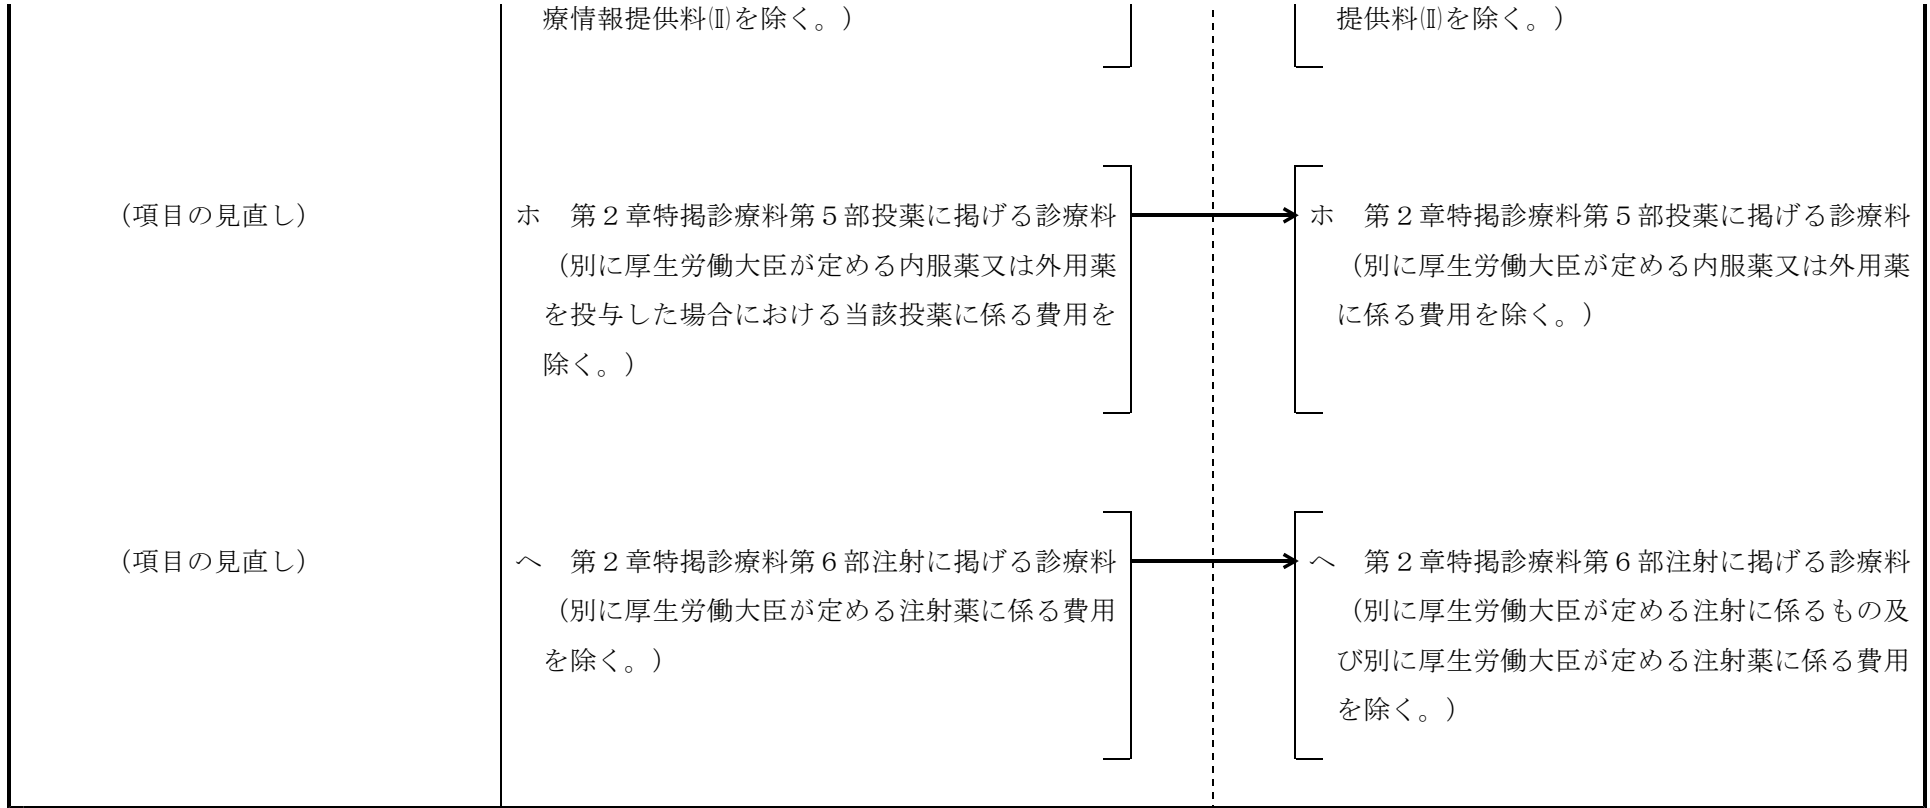 療情報提供料(Ⅱ)を除く。）
提供料(Ⅱ)を除く。）
（項目の見直し）
ホ　第２章特掲診療料第５部投薬に掲げる診療料
（別に厚生労働大臣が定める内服薬又は外用薬
を投与した場合における当該投薬に係る費用を
除く。）
ホ　第２章特掲診療料第５部投薬に掲げる診療料
（別に厚生労働大臣が定める内服薬又は外用薬
に係る費用を除く。）
（項目の見直し）
ヘ　第２章特掲診療料第６部注射に掲げる診療料
（別に厚生労働大臣が定める注射薬に係る費用
を除く。）
ヘ　第２章特掲診療料第６部注射に掲げる診療料
（別に厚生労働大臣が定める注射に係るもの及
び別に厚生労働大臣が定める注射薬に係る費用
を除く。）